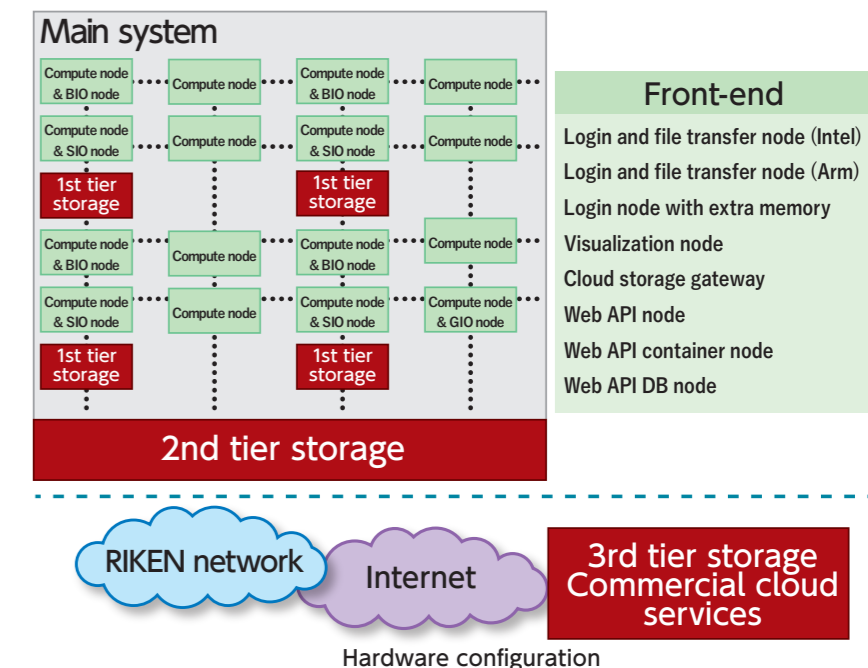 Main system
Compute node
& BIO node
Compute node
Compute node
& BIO node
Compute node
Compute node
& SIO node
Compute node
Compute node
& SIO node
Compute node
1st tier
storage
1st tier
storage
Compute node
& BIO node
Compute node
Compute node
& BIO node
Compute node
Compute node
& SIO node
Compute node
Compute node
& SIO node
Compute node
& GIO node
1st tier
storage
1st tier
storage
2nd tier storage
Front-end
Login and file transfer node (Intel)
Login and file transfer node (Arm)
Login node with extra memory
Visualization node
Cloud storage gateway
Web API node
Web API container node
Web API DB node
RIKEN network
Internet
3rd tier storage
Commercial cloud
services
Hardware configuration